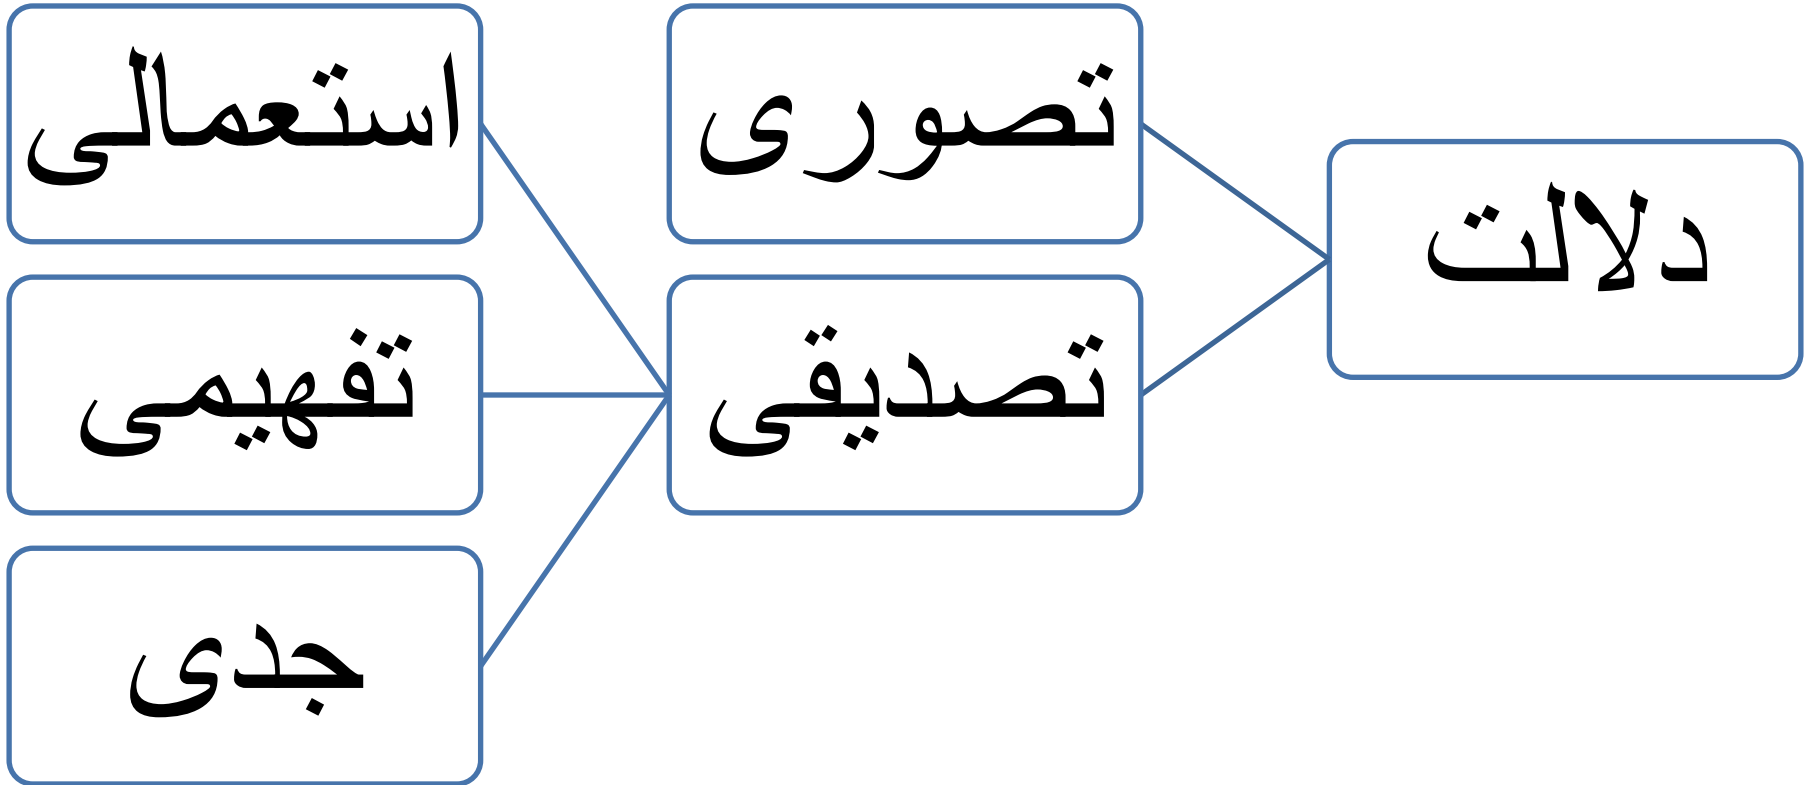 دلالت
تصوری
تصدیقی
استعمالی
تفهیمی
جدی